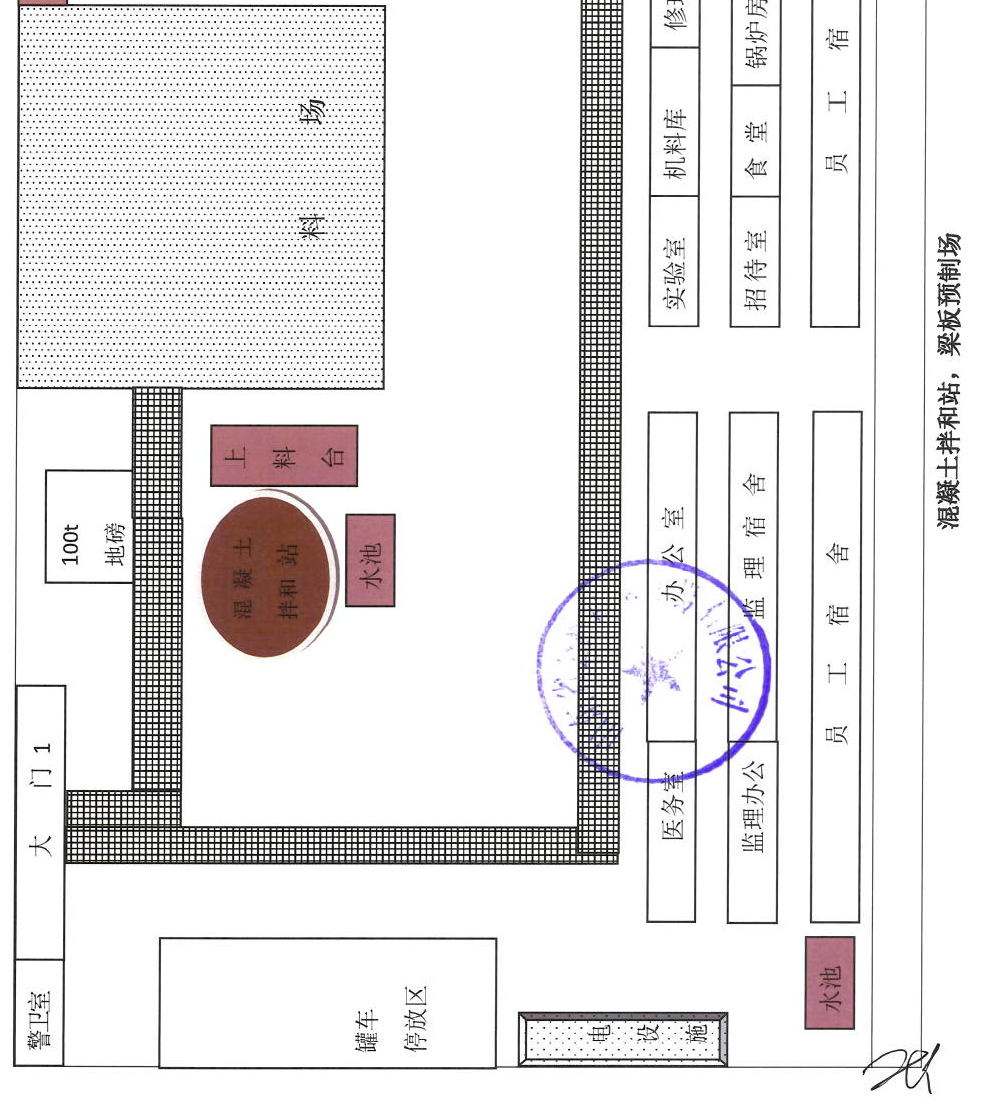 警卫室
大门1
100t
地磅
混凝土
拌和站
上料台
水池
料场
罐车
停放区
电设施
医务室
办公室
实验室
机料库
修
监理办公
监理宿舍
招待室
食堂
锅炉房
水池
员工宿舍
员工宿
混凝土拌和站，梁板预制场